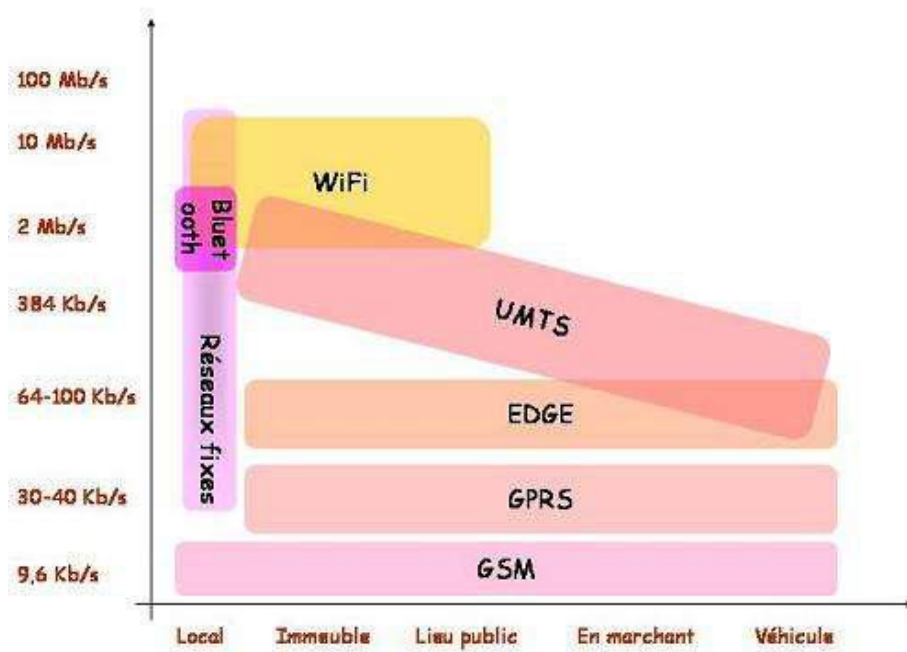 100 Mb/s
10 Mb/s
WiFi
Bluet
ooth
2 Mb/s
384 Kb/s
UMTS
Réseaux fixes
64-100 Kb/s
EDGE
30-40 Kb/s
GPRS
9,6 Kb/s
GSM
Local
Immeuble
Lieu public
En marchant
Véhicule